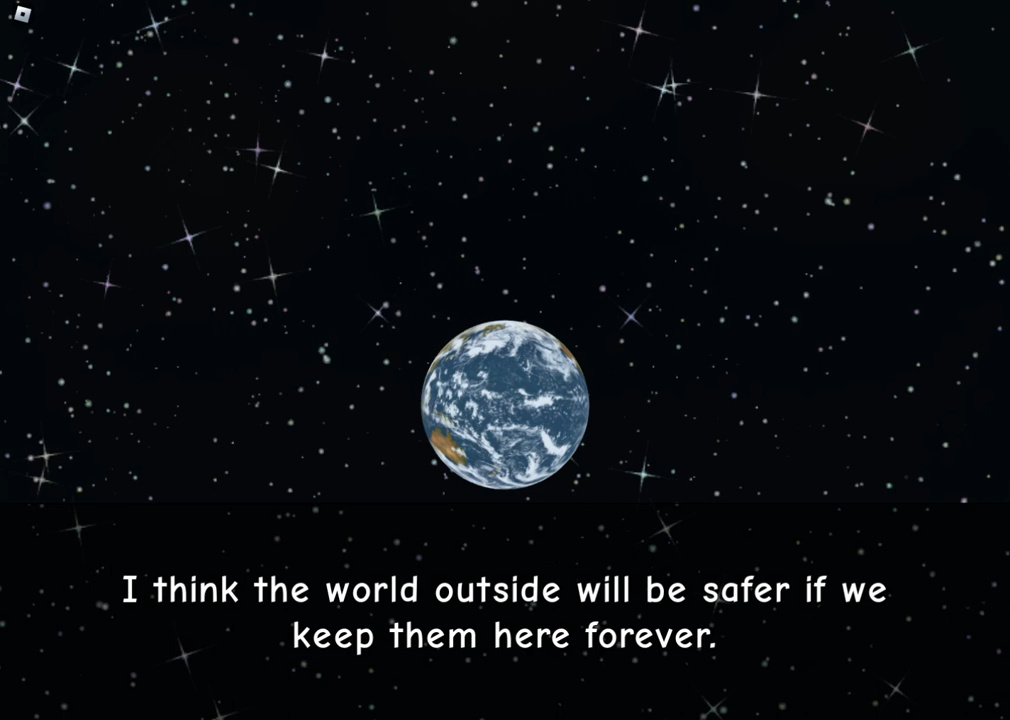 I think the world outside will be safer if we
keep them here forever.